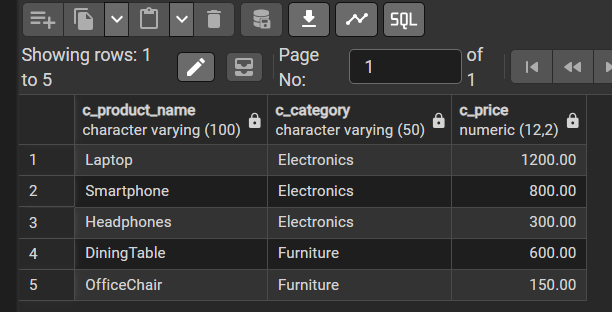 SQL
Showing rows: 1 to 5
Page No: 1 of 1
c_product_name c_category c_price
character varying (100) character varying (50) numeric (12,2)
1 Laptop Electronics 1200.00
2 Smartphone Electronics 800.00
3 Headphones Electronics 300.00
4 DiningTable Furniture 600.00
5 OfficeChair Furniture 150.00